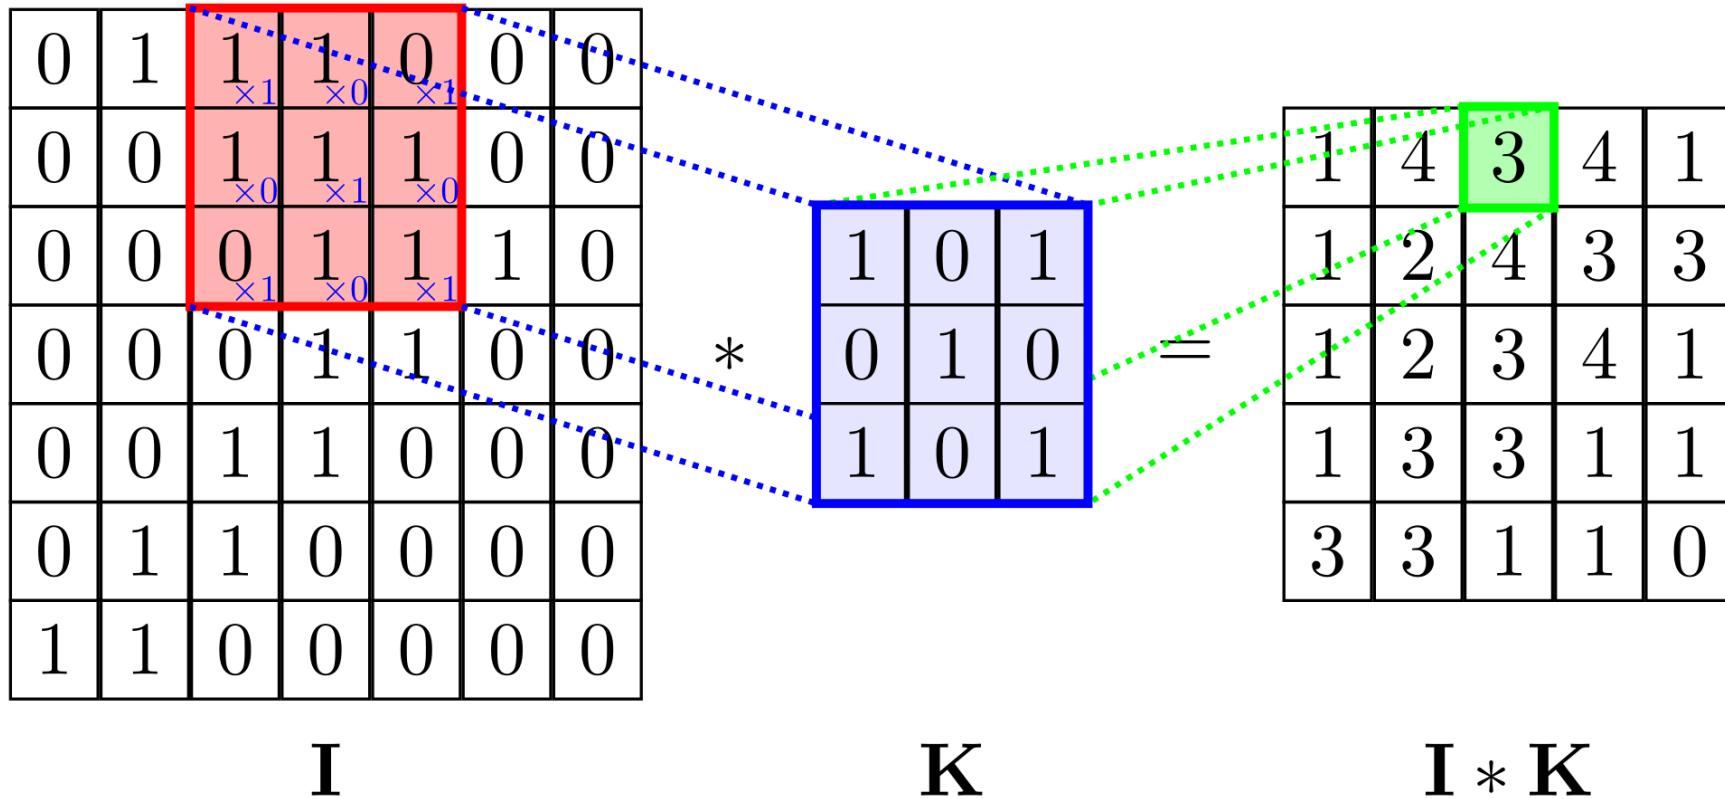 0 1 1×1 1×0 0×1 0 0
0 0 1×0 1×1 1×0 0 0
0 0 0×1 1×0 1×1 1 0
0 0 0 1 1 0 0
0 0 1 1 0 0 0
0 1 1 0 0 0 0
1 1 0 0 0 0 0
I
*
1 0 1
0 1 0
1 0 1
K
=
1 4 3 4 1
1 2 4 3 3
1 2 3 4 1
1 3 3 1 1
3 3 1 1 0
I * K